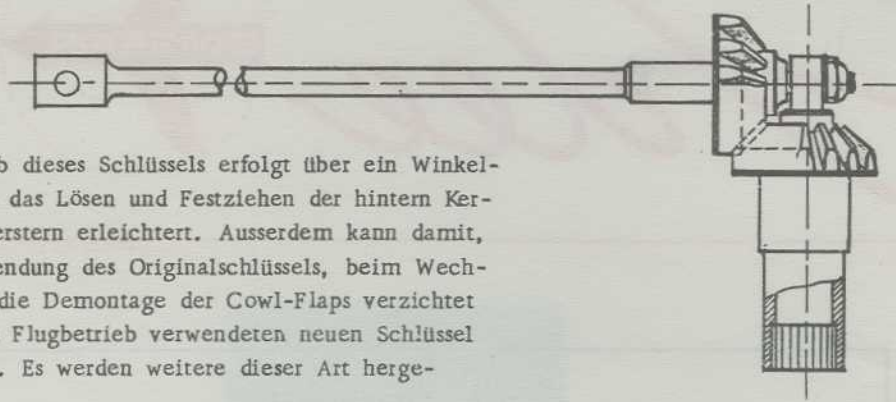 b dieses Schlüssels erfolgt über ein Winkel-
das Lösen und Festziehen der hintern Ker-
erstern erleichtert. Ausserdem kann damit,
endung des Originalschlüssels, beim Wech-
die Demontage der Cowl-Flaps verzichtet
Flugbetrieb verwendeten neuen Schlüssel
. Es werden weitere dieser Art herge-